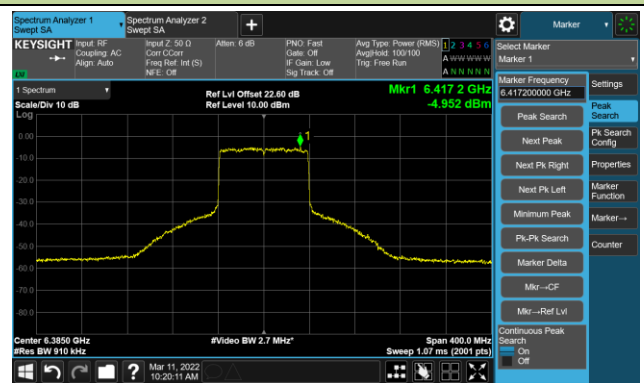 Spectrum Analyzer 1
Swept SA
Spectrum Analyzer 2
Swept SA
Marker
KEYSIGHT
Input: RF
Coupling: AC
Align: Auto
Input Z: 50 Ω
Corr CCorr
Freq Ref: Int (S)
NFE: Off
Atten: 6 dB
PNO: Fast
Gate: Off
IF Gain: Low
Sig Track: Off
Avg Type: Power (RMS)
Avg|Hold: 100/100
Trig: Free Run
1 2 3 4 5 6
A W W W W W
A N N N N N
LW
Select Marker
Marker 1
1 Spectrum
Scale/Div 10 dB
Log
Ref Lvl Offset 22.60 dB
Ref Level 10.00 dBm
Mkr1 6.417 2 GHz
-4.952 dBm
1
0.00
-10.0
-20.0
-30.0
-40.0
-50.0
-60.0
-70.0
-80.0
Center 6.3850 GHz
#Res BW 910 kHz
#Video BW 2.7 MHz*
Span 400.0 MHz
Sweep 1.07 ms (2001 pts)
Marker Frequency
6.417200000 GHz
Peak Search
Next Peak
Next Pk Right
Next Pk Left
Minimum Peak
Pk-Pk Search
Marker Delta
Mkr→CF
Mkr→Ref Lvl
Continuous Peak
Search
On
Off
Settings
Peak
Search
Pk Search
Config
Properties
Marker
Function
Marker→
Counter
Mar 11, 2022
10:20:11 AM